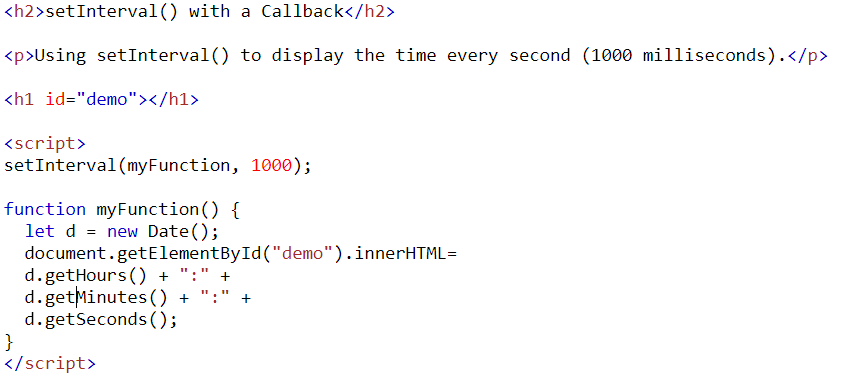 <h2>setInterval() with a Callback</h2>
<p>Using setInterval() to display the time every second (1000 milliseconds).</p>
<h1 id="demo"></h1>
<script>
setInterval(myFunction, 1000);
function myFunction() {
  let d = new Date();
  document.getElementById("demo").innerHTML=
  d.getHours() + ":" +
  d.getMinutes() + ":" +
  d.getSeconds();
}
</script>